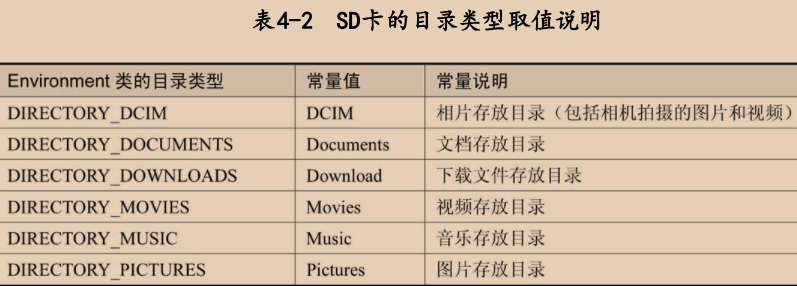 表4-2 SD卡的目录类型取值说明
Environment 类的目录类型 常量值 常量说明
DIRECTORY_DCIM DCIM 相片存放目录（包括相机拍摄的图片和视频）
DIRECTORY_DOCUMENTS Documents 文档存放目录
DIRECTORY_DOWNLOADS Download 下载文件存放目录
DIRECTORY_MOVIES Movies 视频存放目录
DIRECTORY_MUSIC Music 音乐存放目录
DIRECTORY_PICTURES Pictures 图片存放目录